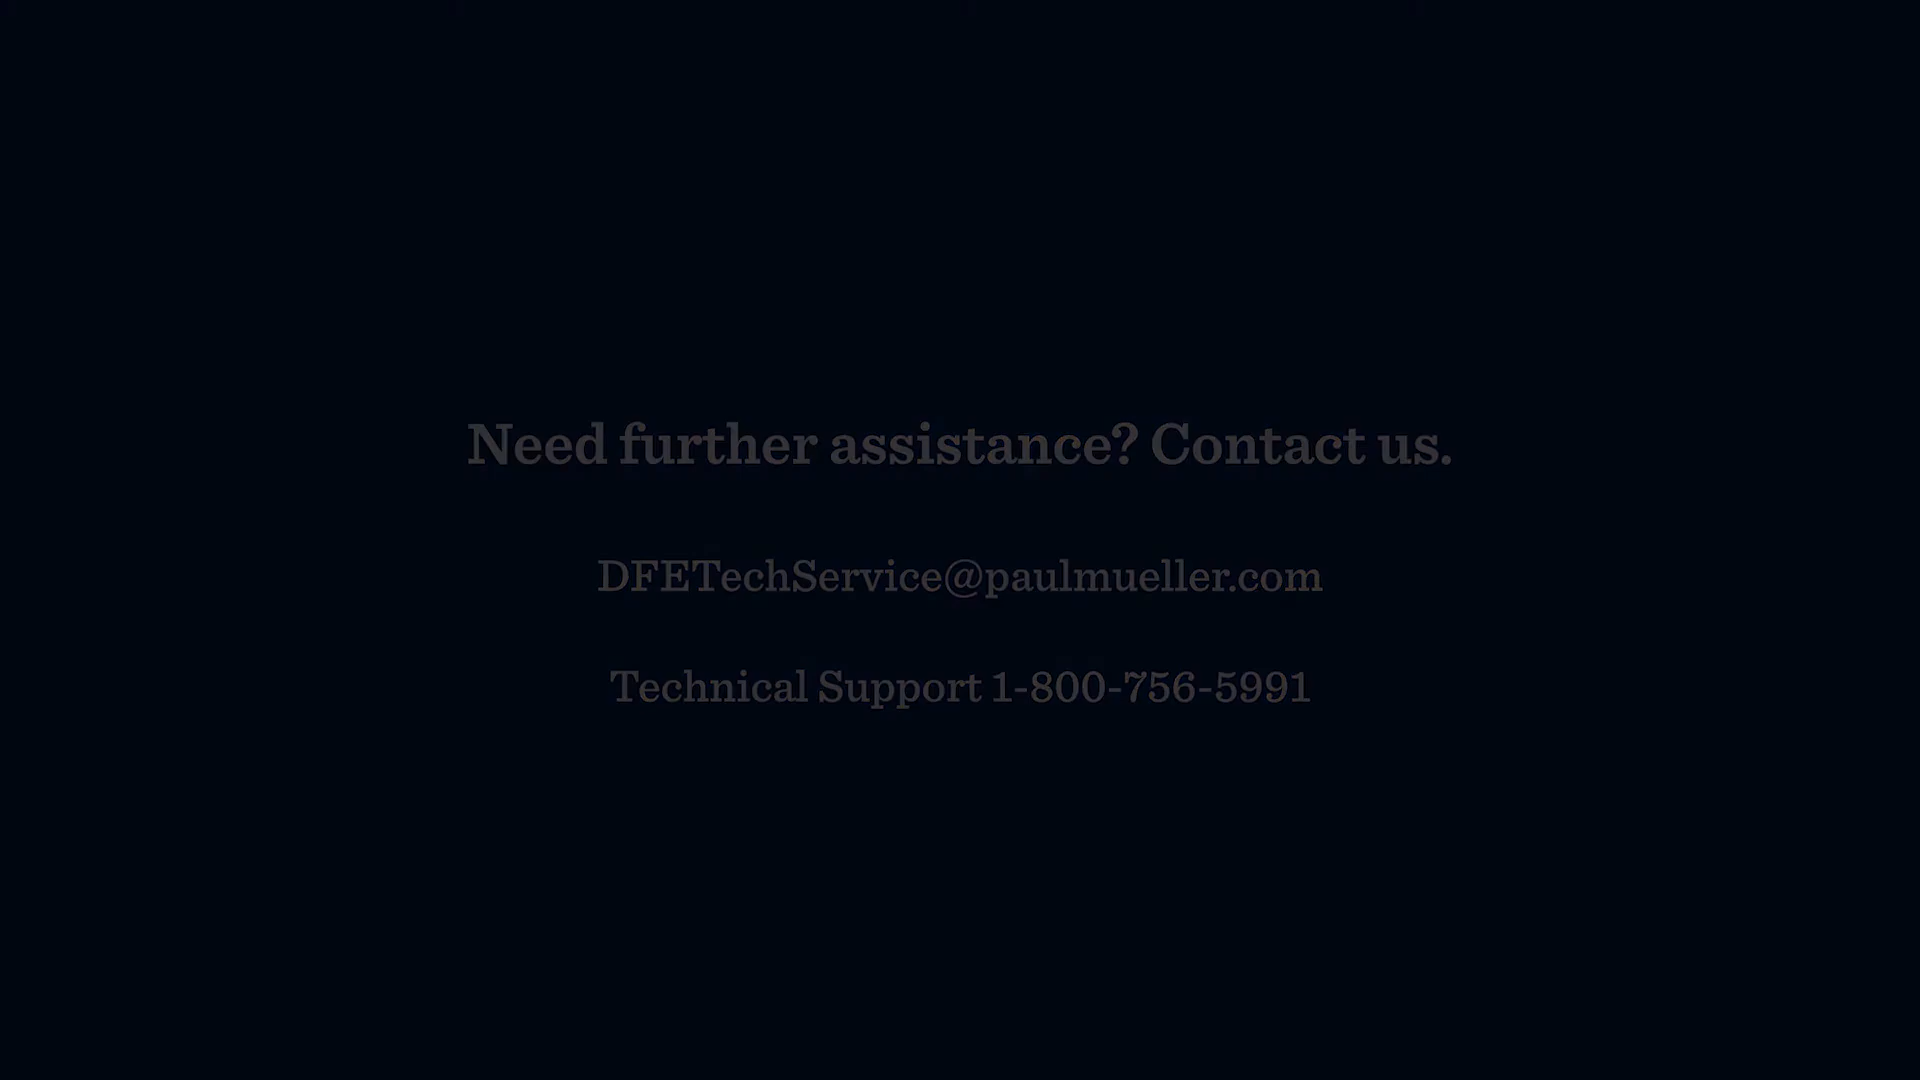 Need further assistance? Contact us.
DFETechService@paulmueller.com
Technical Support 1-800-756-5991